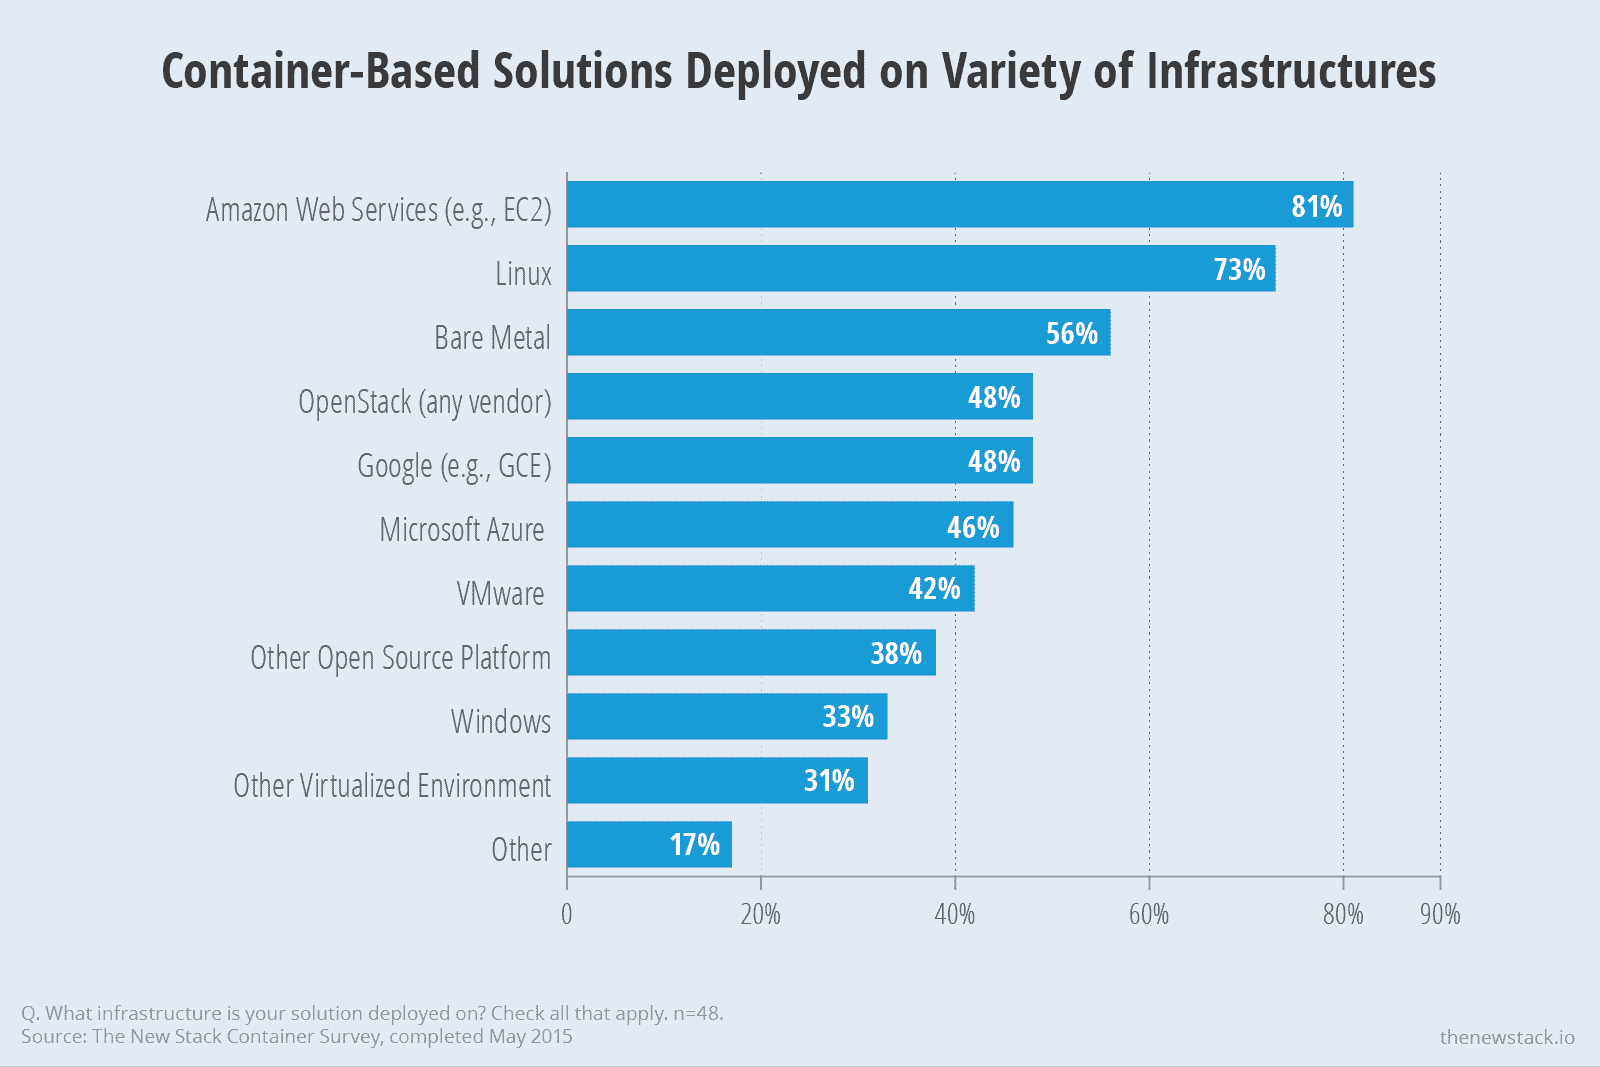 Container-Based Solutions Deployed on Variety of Infrastructures
Amazon Web Services (e.g., EC2) 81%
Linux 73%
Bare Metal 56%
OpenStack (any vendor) 48%
Google (e.g., GCE) 48%
Microsoft Azure 46%
VMware 42%
Other Open Source Platform 38%
Windows 33%
Other Virtualized Environment 31%
Other 17%
0 20% 40% 60% 80% 90%
Q. What infrastructure is your solution deployed on? Check all that apply. n=48.
Source: The New Stack Container Survey, completed May 2015
thenewstack.io